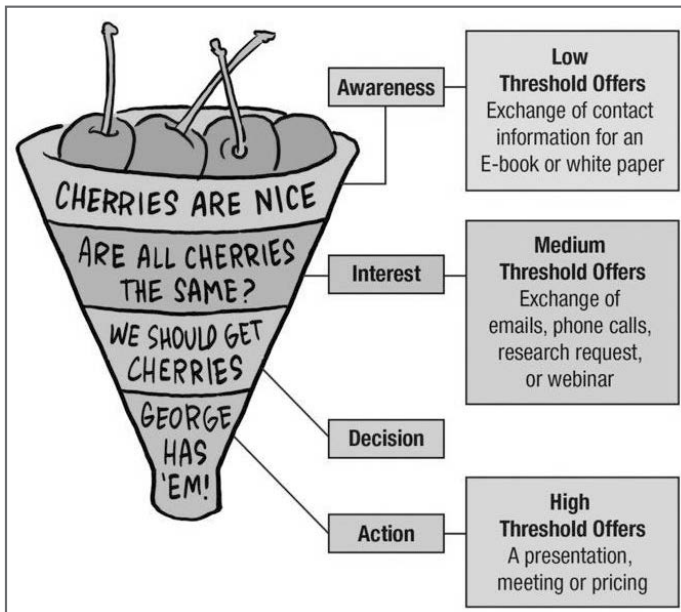 CHERRIES ARE NICE
ARE ALL CHERRIES
THE SAME?
WE SHOULD GET
CHERRIES
GEORGE
HAS
'EM!
Awareness
Low
Threshold Offers
Exchange of contact
information for an
E-book or white paper
Interest
Medium
Threshold Offers
Exchange of
emails, phone calls,
research request,
or webinar
Decision
Action
High
Threshold Offers
A presentation,
meeting or pricing